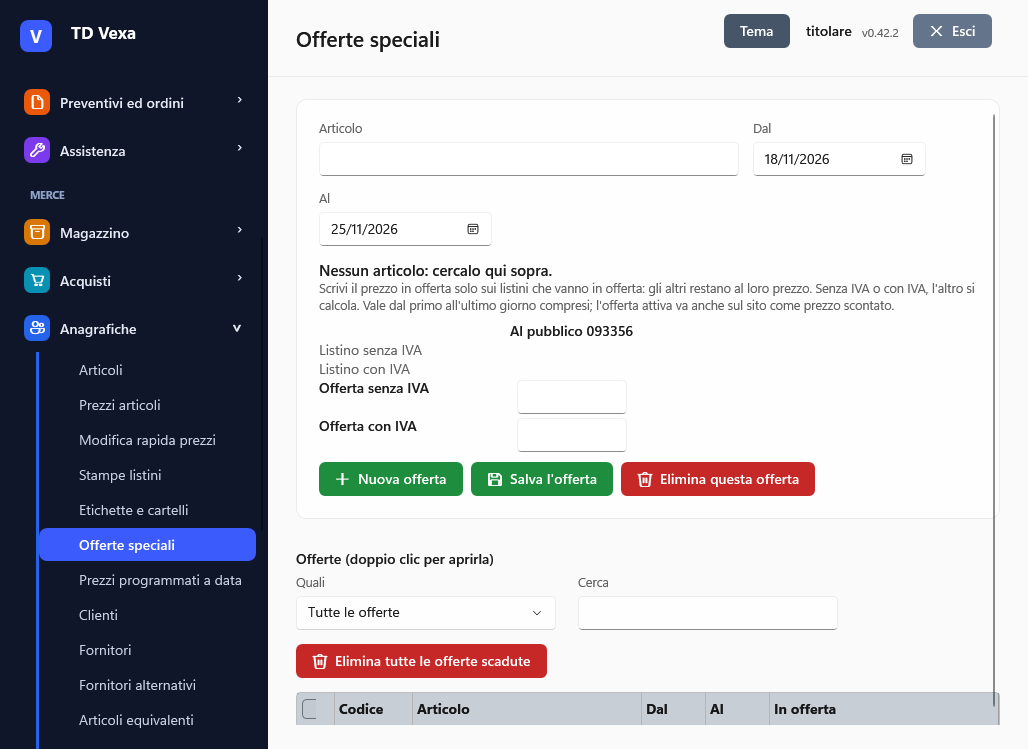 V
TD Vexa
Preventivi ed ordini
Assistenza
MERCE
Magazzino
Acquisti
Anagrafiche
Articoli
Prezzi articoli
Modifica rapida prezzi
Stampe listini
Etichette e cartelli
Offerte speciali
Prezzi programmati a data
Clienti
Fornitori
Fornitori alternativi
Articoli equivalenti
Offerte speciali
Tema
titolare v0.42.2
Esci
Articolo
Dal
18/11/2026
Al
25/11/2026
Nessun articolo: cercalo qui sopra.
Scrivi il prezzo in offerta solo sui listini che vanno in offerta: gli altri restano al loro prezzo. Senza IVA o con IVA, l'altro si
calcola. Vale dal primo all'ultimo giorno compresi; l'offerta attiva va anche sul sito come prezzo scontato.
Al pubblico 093356
Listino senza IVA
Listino con IVA
Offerta senza IVA
Offerta con IVA
Nuova offerta
Salva l'offerta
Elimina questa offerta
Offerte (doppio clic per aprirla)
Quali
Cerca
Tutte le offerte
Elimina tutte le offerte scadute
Codice Articolo Dal Al In offerta